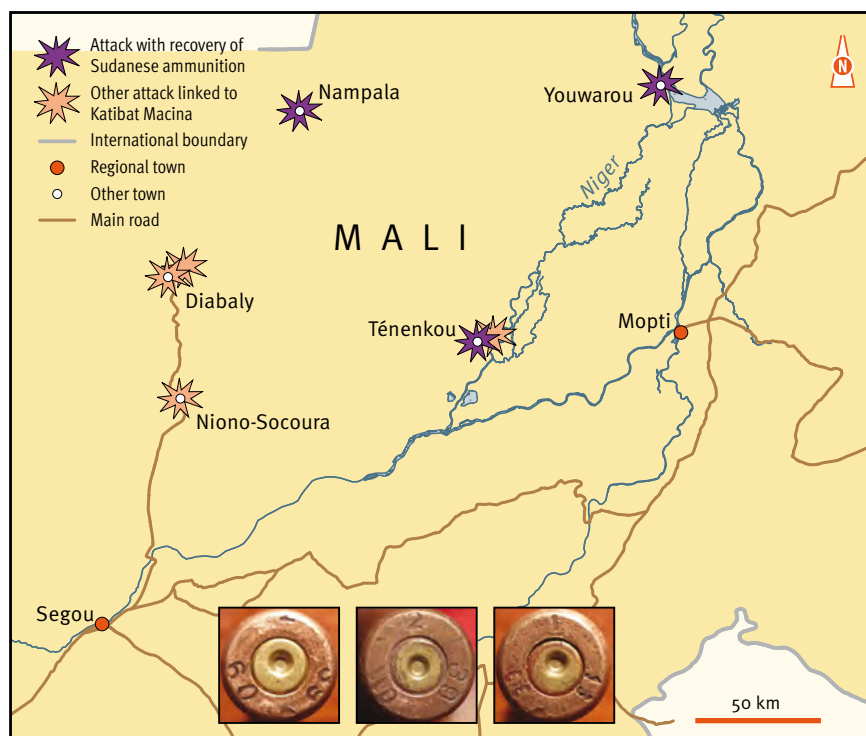 Attack with recovery of
Sudanese ammunition
Other attack linked to
Katibat Macina
International boundary
Regional town
Other town
Main road
N
Nampala
Youwarou
Niger
MALI
Diabaly
Ténenkou
Mopti
Niono-Socoura
Segou
50 km